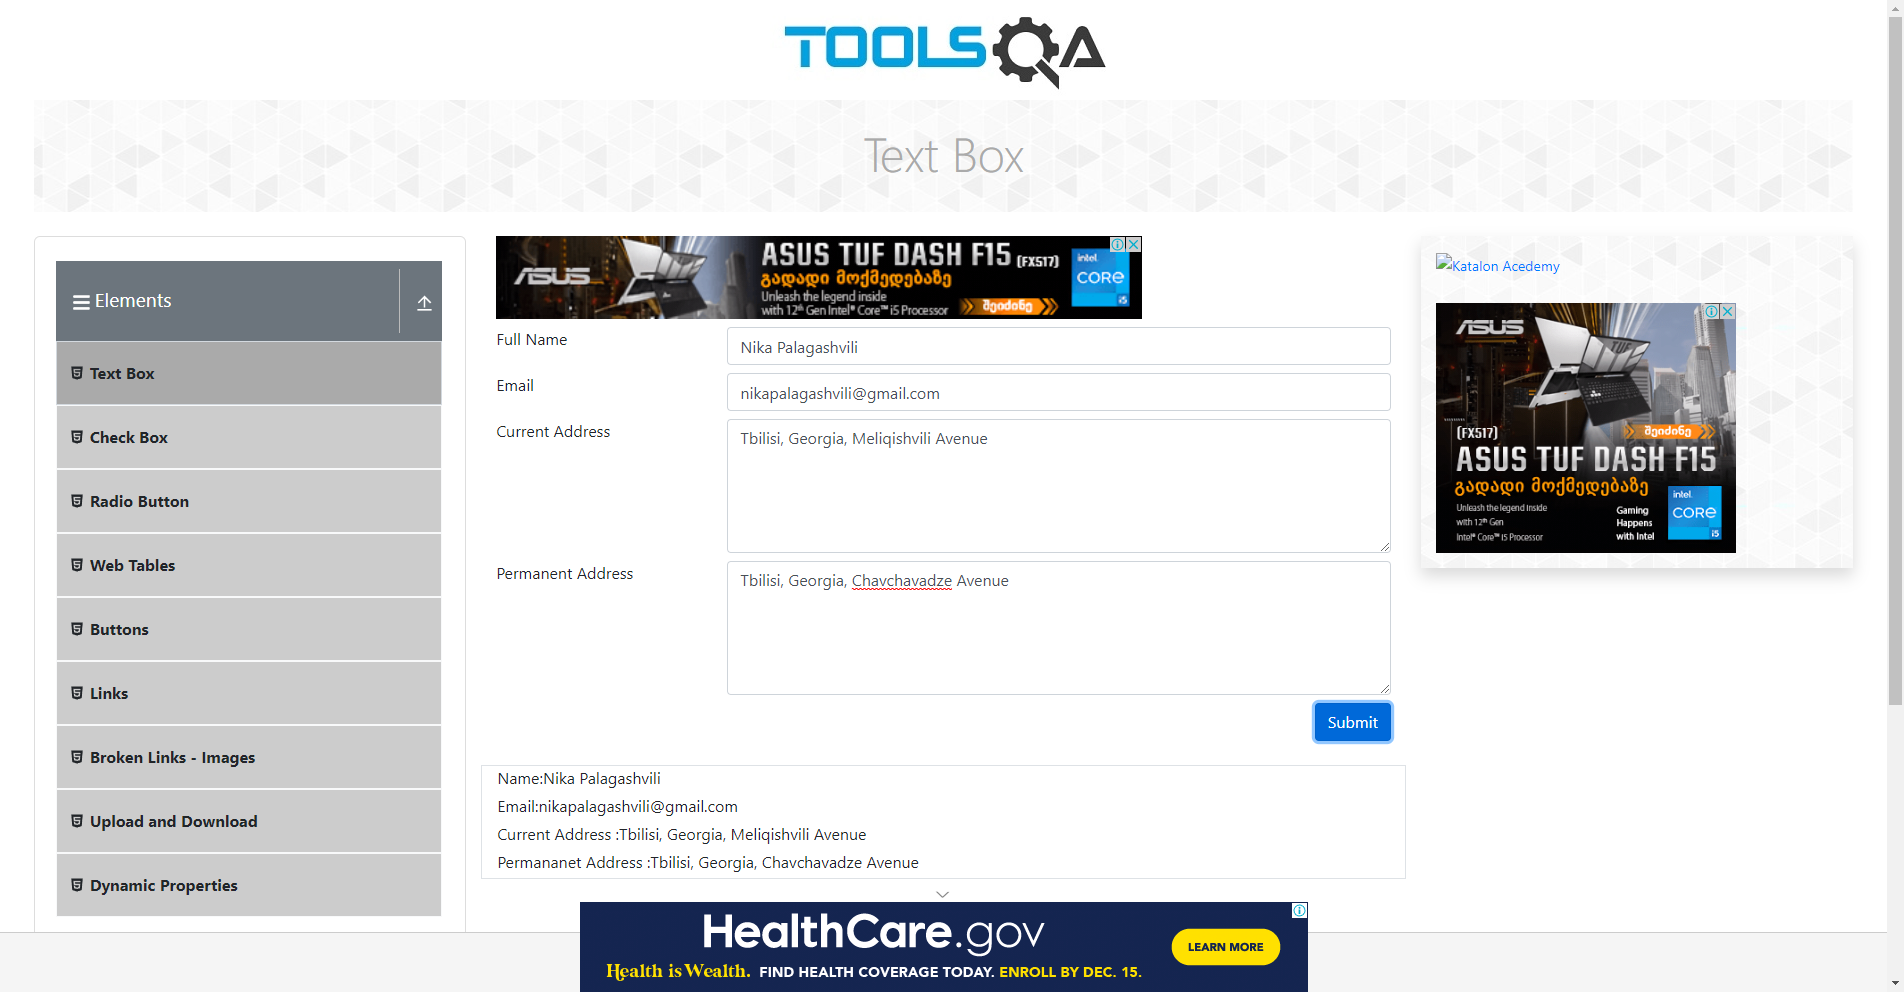 TOOLSQA
Text Box
Elements
Text Box
Check Box
Radio Button
Web Tables
Buttons
Links
Broken Links - Images
Upload and Download
Dynamic Properties
ASUS
ASUS TUF DASH F15 (FX517)
გადადი მოქმედებაზე
Unleash the legend inside
with 12th Gen Intel® Core™ i5 Processor
შეიძინე
intel
CORE
i5
Full Name
Nika Palagashvili
Email
nikapalagashvili@gmail.com
Current Address
Tbilisi, Georgia, Meliqishvili Avenue
Permanent Address
Tbilisi, Georgia, Chavchavadze Avenue
Submit
Name:Nika Palagashvili
Email:nikapalagashvili@gmail.com
Current Address :Tbilisi, Georgia, Meliqishvili Avenue
Permananet Address :Tbilisi, Georgia, Chavchavadze Avenue
Katalon Acedemy
ASUS
TUF
(FX517)
შეიძინე
ASUS TUF DASH F15
გადადი მოქმედებაზე
Unleash the legend inside
with 12th Gen
Intel® Core™ i5 Processor
Gaming
Happens
with Intel
intel
CORE
i5
HealthCare.gov
Health is Wealth. FIND HEALTH COVERAGE TODAY. ENROLL BY DEC. 15.
LEARN MORE